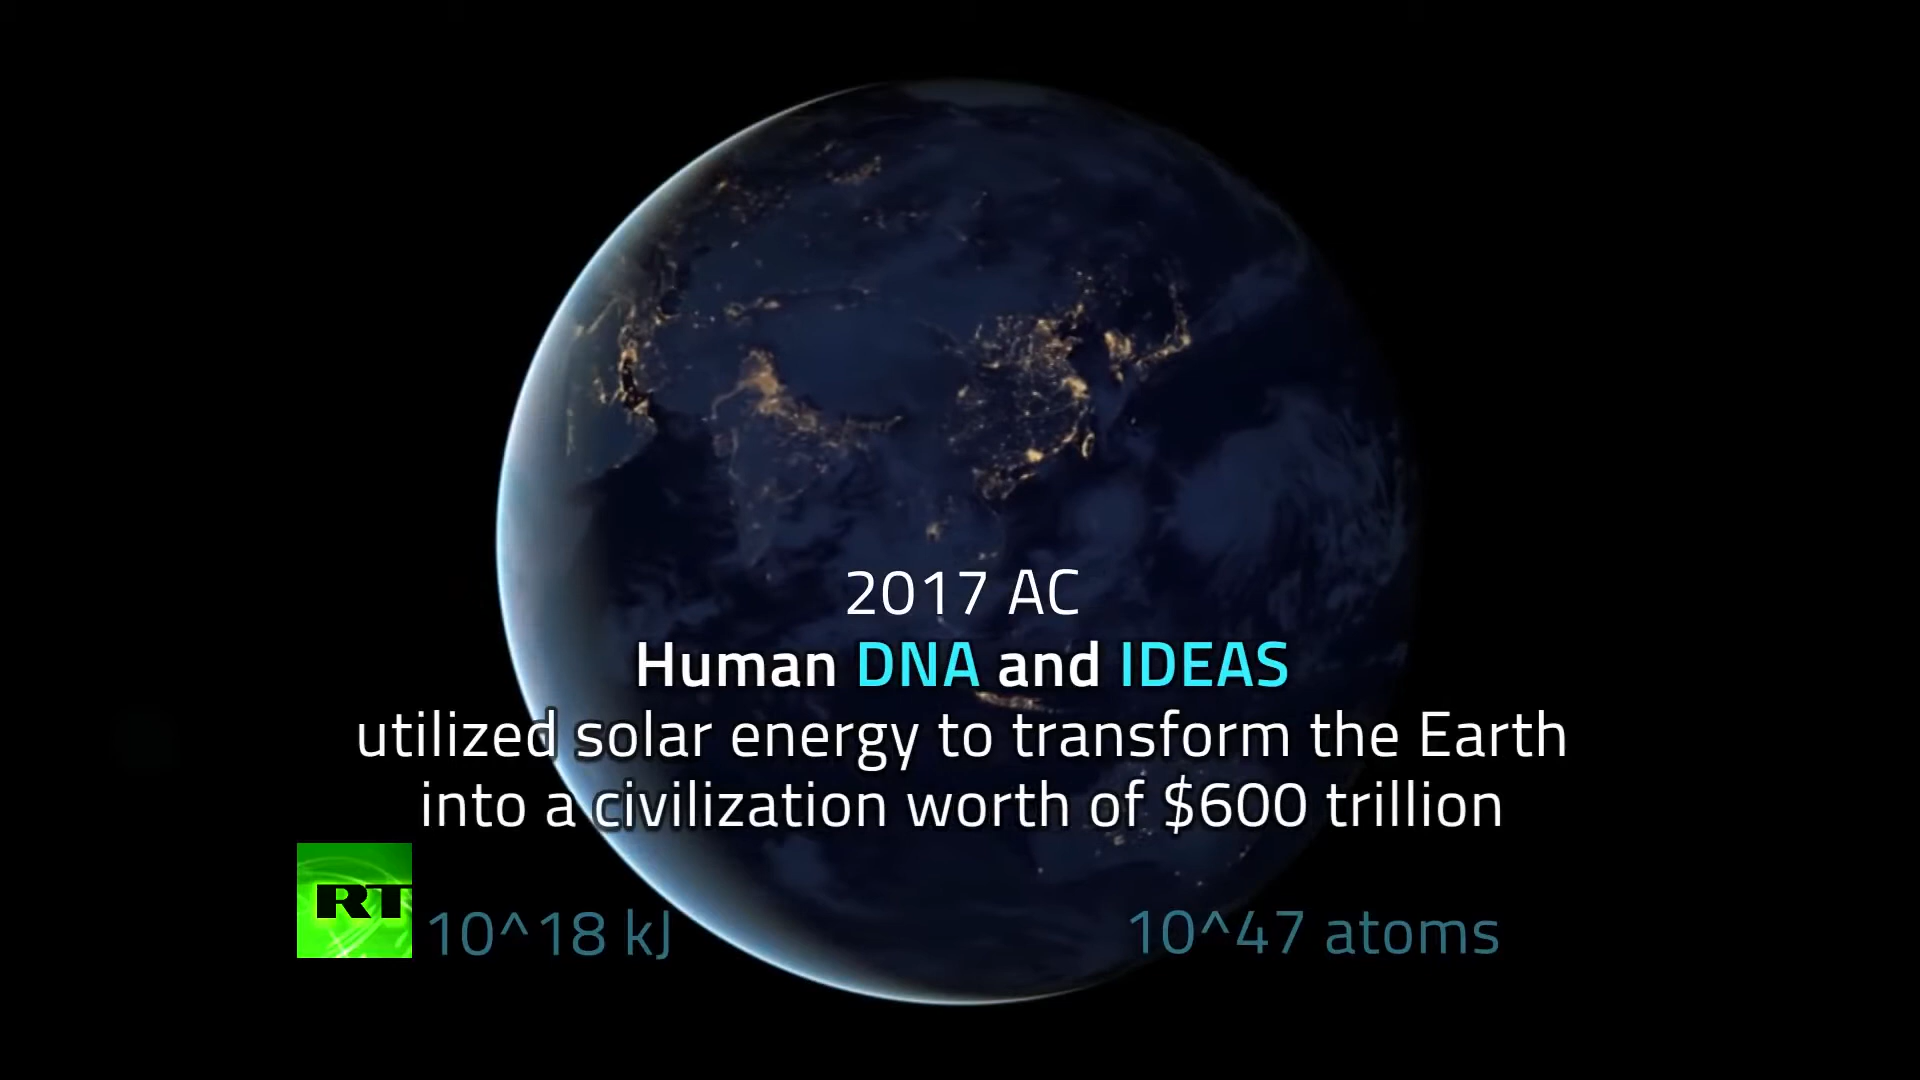 2017 AC
Human DNA and IDEAS
utilized solar energy to transform the Earth
into a civilization worth of $600 trillion
RT
10^18 kJ
10^47 atoms